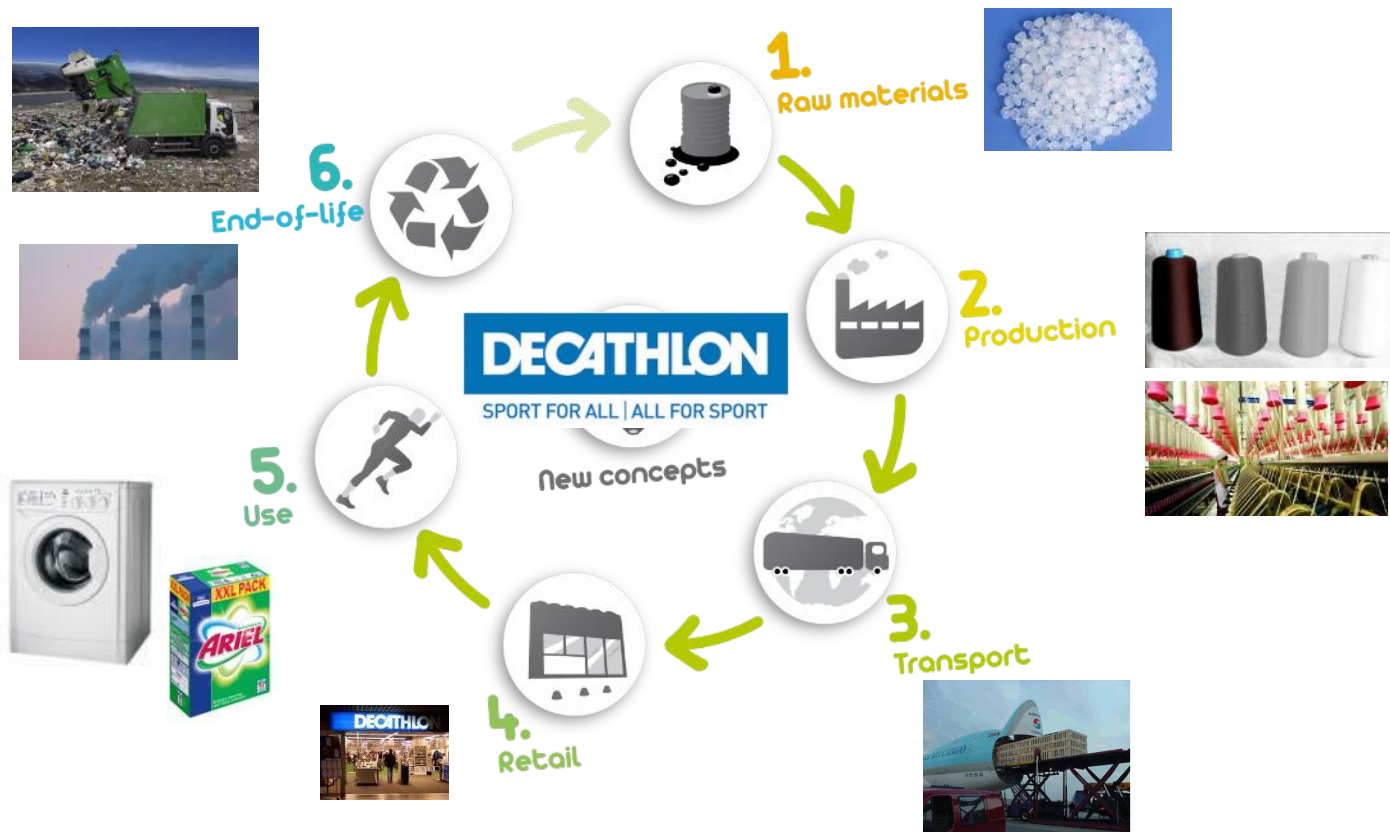 1.
Raw materials
2.
Production
3.
Transport
4.
Retail
5.
Use
6.
End-of-life
DECATHLON
SPORT FOR ALL | ALL FOR SPORT
New concepts
XXL PACK
ARIEL
DECATHLON
CARGO